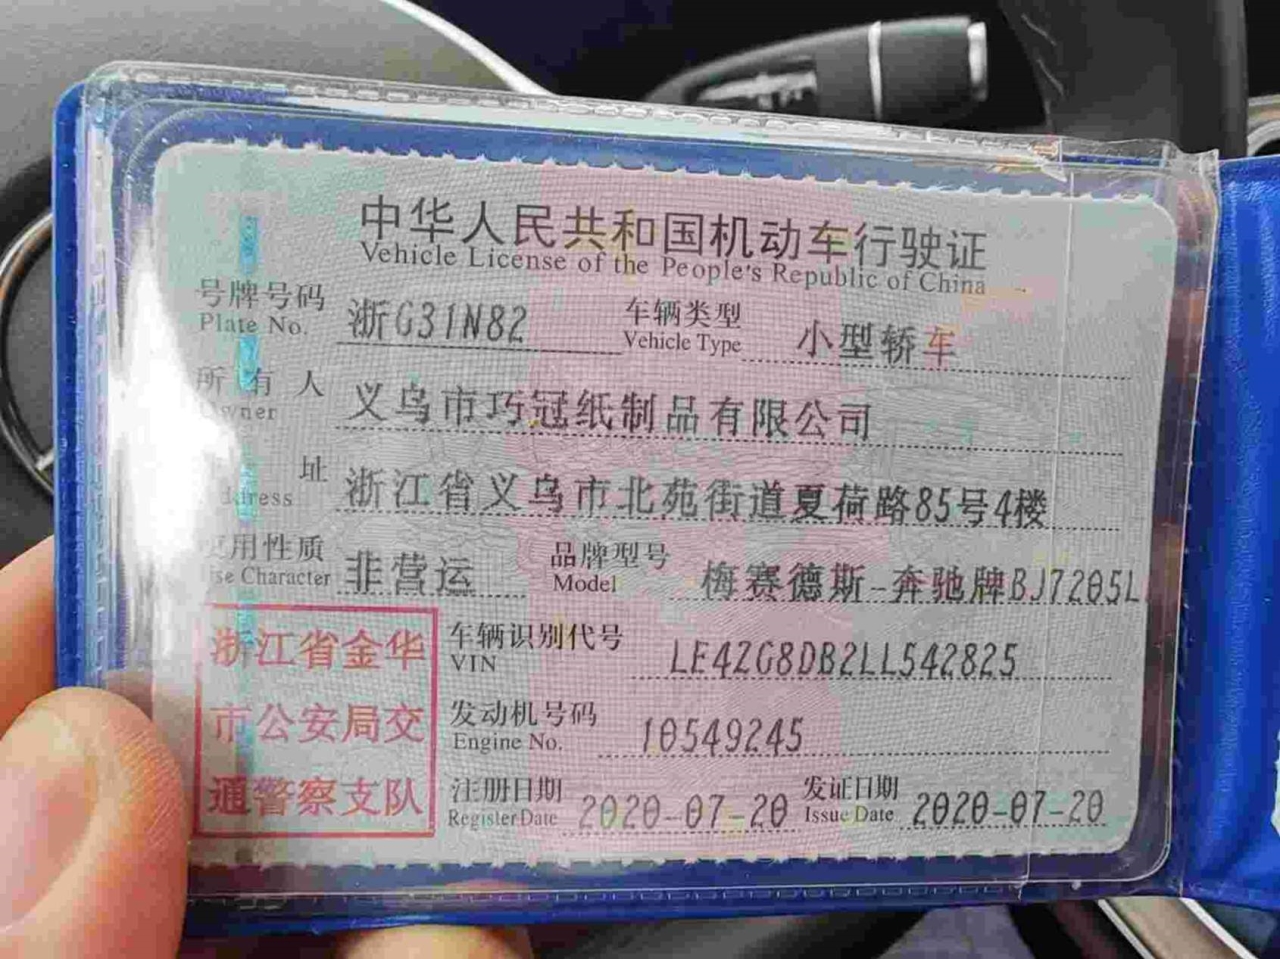 中华人民共和国机动车行驶证
Vehicle License of the People's Republic of China
号牌号码 浙G31N82 车辆类型 小型轿车
Plate No. Vehicle Type
所有人 义乌市巧冠纸制品有限公司
Owner
址 浙江省义乌市北苑街道夏荷路85号4楼
Address
使用性质 非营运 品牌型号 梅赛德斯-奔驰牌BJ7205L
Use Character Model
浙江省金华
市公安局交
通警察支队
车辆识别代号 LE4ZG8DB2LL542825
VIN
发动机号码 10549245
Engine No.
注册日期 2020-07-20 发证日期 2020-07-20
Register Date Issue Date